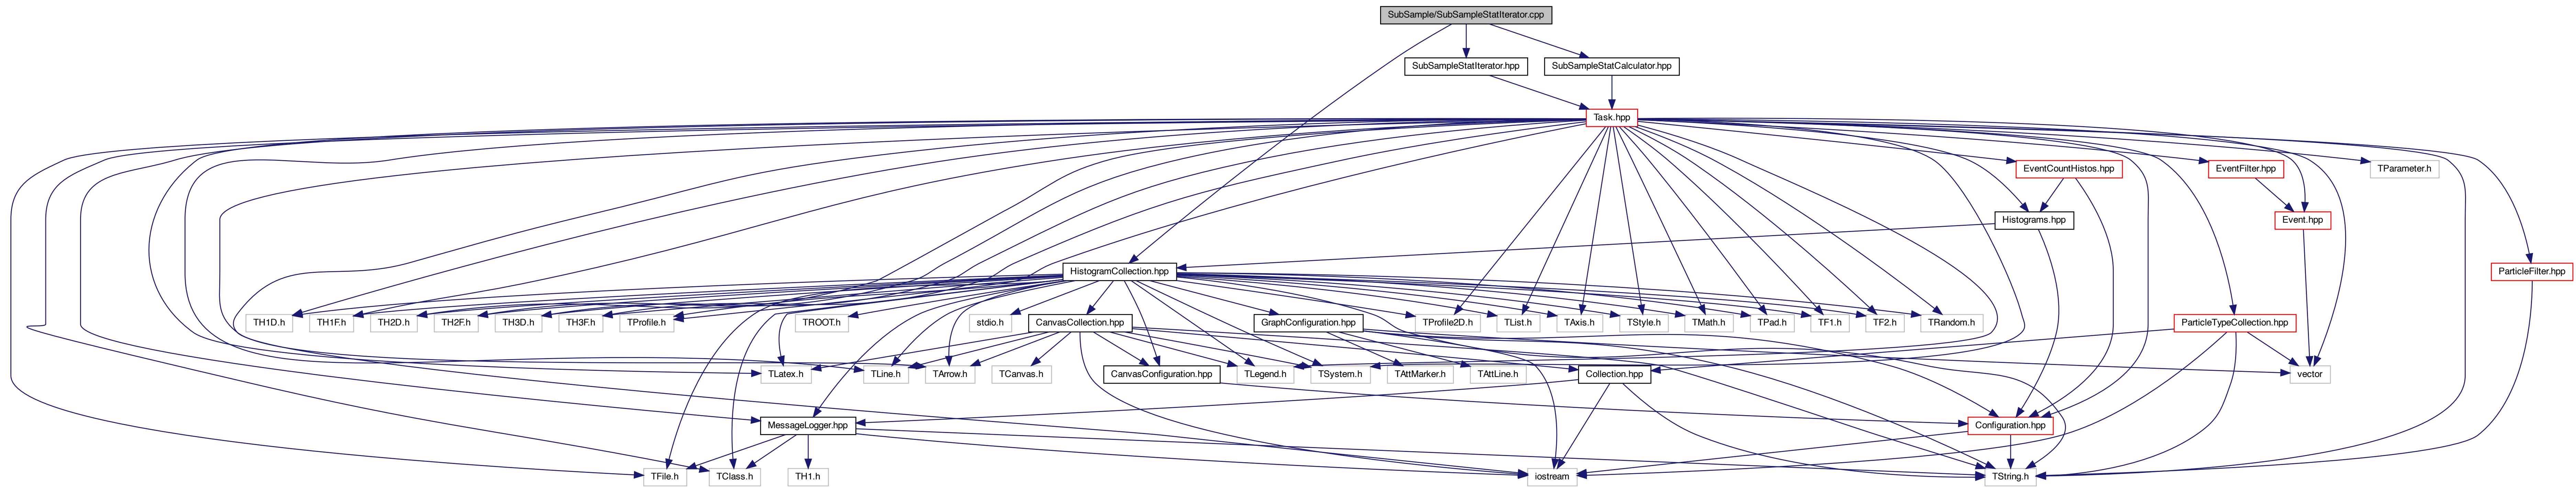 SubSample/SubSampleStatIterator.cpp
SubSampleStatIterator.hpp
SubSampleStatCalculator.hpp
Task.hpp
EventCountHistos.hpp
EventFilter.hpp
TParameter.h
Histograms.hpp
Event.hpp
HistogramCollection.hpp
ParticleFilter.hpp
TH1D.h
TH1F.h
TH2D.h
TH2F.h
TH3D.h
TH3F.h
TProfile.h
TROOT.h
stdio.h
CanvasCollection.hpp
GraphConfiguration.hpp
TProfile2D.h
TList.h
TAxis.h
TStyle.h
TMath.h
TPad.h
TF1.h
TF2.h
TRandom.h
ParticleTypeCollection.hpp
TLatex.h
TLine.h
TArrow.h
TCanvas.h
CanvasConfiguration.hpp
TLegend.h
TSystem.h
TAttMarker.h
TAttLine.h
Collection.hpp
vector
MessageLogger.hpp
Configuration.hpp
TFile.h
TClass.h
TH1.h
iostream
TString.h